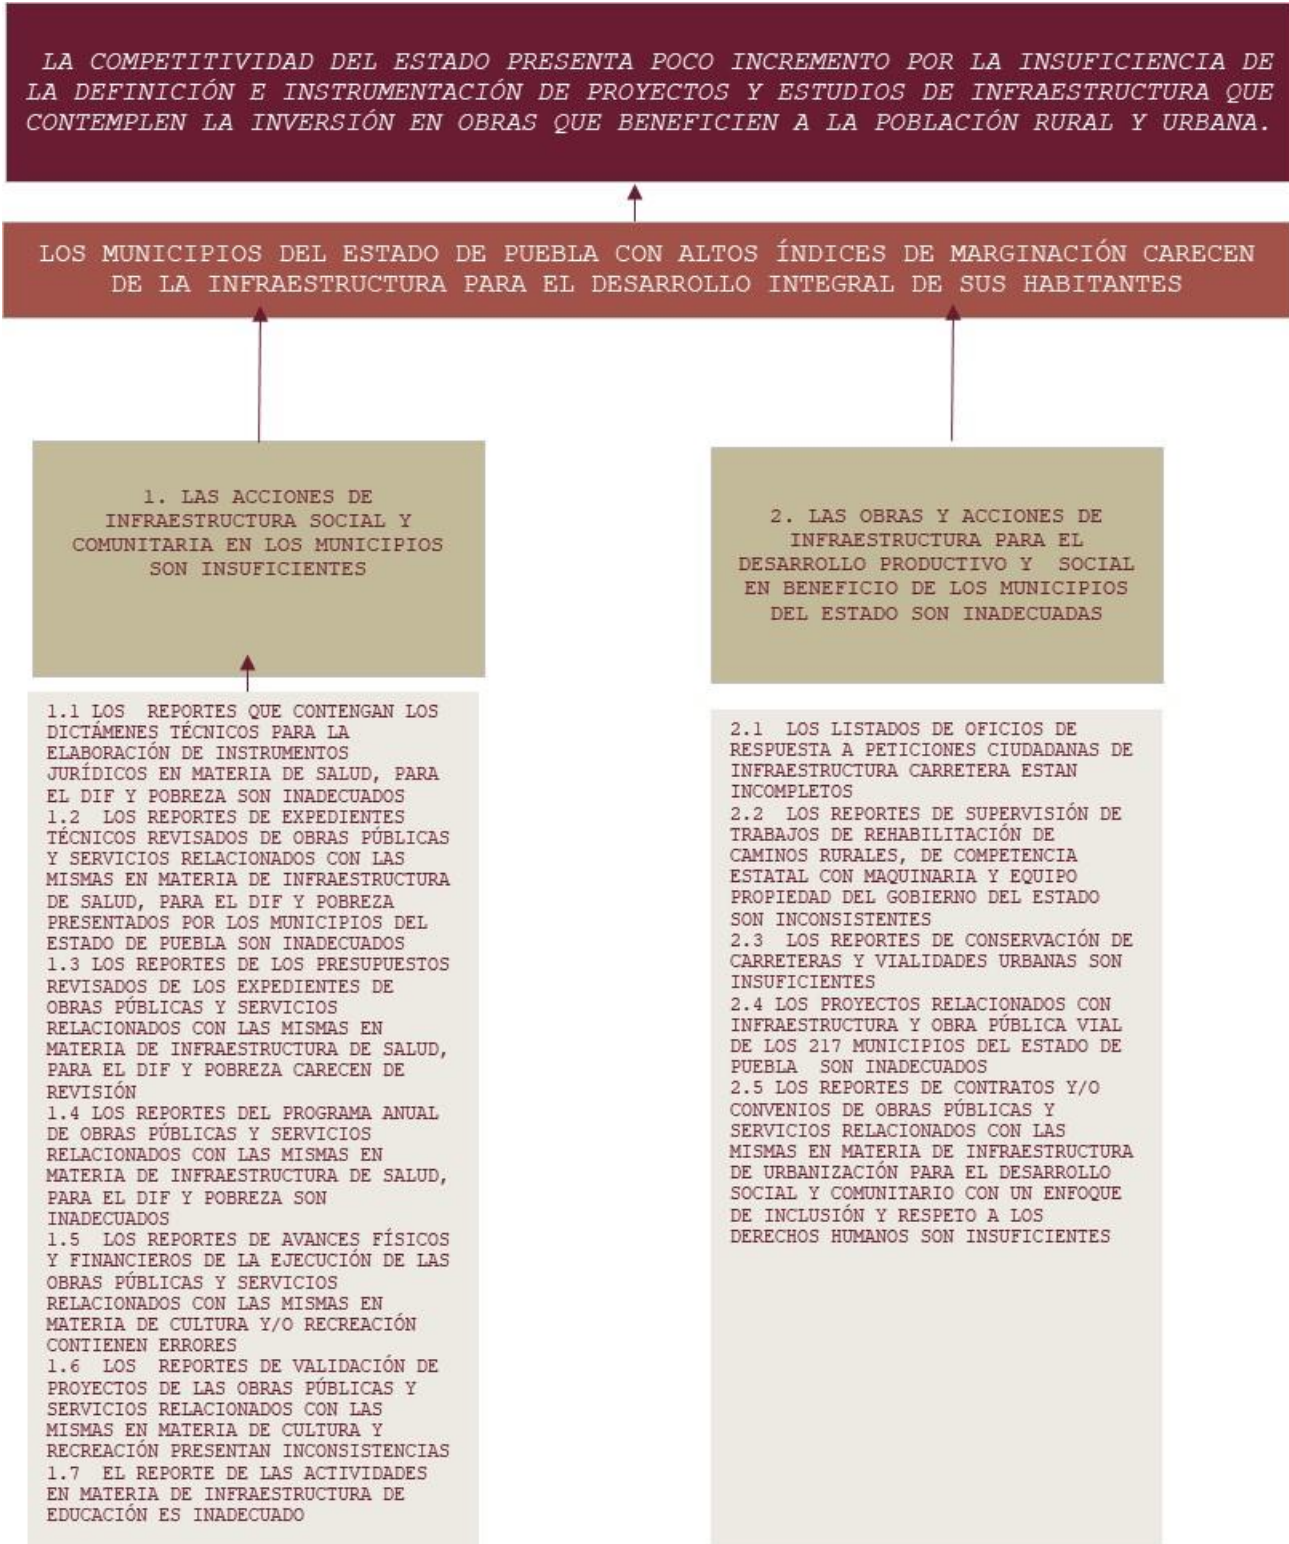 LA COMPETITIVIDAD DEL ESTADO PRESENTA POCO INCREMENTO POR LA INSUFICIENCIA DE
LA DEFINICIÓN E INSTRUMENTACIÓN DE PROYECTOS Y ESTUDIOS DE INFRAESTRUCTURA QUE
CONTEMPLEN LA INVERSIÓN EN OBRAS QUE BENEFICIEN A LA POBLACIÓN RURAL Y URBANA.
LOS MUNICIPIOS DEL ESTADO DE PUEBLA CON ALTOS ÍNDICES DE MARGINACIÓN CARECEN
DE LA INFRAESTRUCTURA PARA EL DESARROLLO INTEGRAL DE SUS HABITANTES
1. LAS ACCIONES DE
INFRAESTRUCTURA SOCIAL Y
COMUNITARIA EN LOS MUNICIPIOS
SON INSUFICIENTES
1.1 LOS REPORTES QUE CONTENGAN LOS
DICTÁMENES TÉCNICOS PARA LA
ELABORACIÓN DE INSTRUMENTOS
JURÍDICOS EN MATERIA DE SALUD, PARA
EL DIF Y POBREZA SON INADECUADOS
1.2 LOS REPORTES DE EXPEDIENTES
TÉCNICOS REVISADOS DE OBRAS PÚBLICAS
Y SERVICIOS RELACIONADOS CON LAS
MISMAS EN MATERIA DE INFRAESTRUCTURA
DE SALUD, PARA EL DIF Y POBREZA
PRESENTADOS POR LOS MUNICIPIOS DEL
ESTADO DE PUEBLA SON INADECUADOS
1.3 LOS REPORTES DE LOS PRESUPUESTOS
REVISADOS DE LOS EXPEDIENTES DE
OBRAS PÚBLICAS Y SERVICIOS
RELACIONADOS CON LAS MISMAS EN
MATERIA DE INFRAESTRUCTURA DE SALUD,
PARA EL DIF Y POBREZA CARECEN DE
REVISIÓN
1.4 LOS REPORTES DEL PROGRAMA ANUAL
DE OBRAS PÚBLICAS Y SERVICIOS
RELACIONADOS CON LAS MISMAS EN
MATERIA DE INFRAESTRUCTURA DE SALUD,
PARA EL DIF Y POBREZA SON
INADECUADOS
1.5 LOS REPORTES DE AVANCES FÍSICOS
Y FINANCIEROS DE LA EJECUCIÓN DE LAS
OBRAS PÚBLICAS Y SERVICIOS
RELACIONADOS CON LAS MISMAS EN
MATERIA DE CULTURA Y/O RECREACIÓN
CONTIENEN ERRORES
1.6 LOS REPORTES DE VALIDACIÓN DE
PROYECTOS DE LAS OBRAS PÚBLICAS Y
SERVICIOS RELACIONADOS CON LAS
MISMAS EN MATERIA DE CULTURA Y
RECREACIÓN PRESENTAN INCONSISTENCIAS
1.7 EL REPORTE DE LAS ACTIVIDADES
EN MATERIA DE INFRAESTRUCTURA DE
EDUCACIÓN ES INADECUADO
2. LAS OBRAS Y ACCIONES DE
INFRAESTRUCTURA PARA EL
DESARROLLO PRODUCTIVO Y SOCIAL
EN BENEFICIO DE LOS MUNICIPIOS
DEL ESTADO SON INADECUADAS
2.1 LOS LISTADOS DE OFICIOS DE
RESPUESTA A PETICIONES CIUDADANAS DE
INFRAESTRUCTURA CARRETERA ESTAN
INCOMPLETOS
2.2 LOS REPORTES DE SUPERVISIÓN DE
TRABAJOS DE REHABILITACIÓN DE
CAMINOS RURALES, DE COMPETENCIA
ESTATAL CON MAQUINARIA Y EQUIPO
PROPIEDAD DEL GOBIERNO DEL ESTADO
SON INCONSISTENTES
2.3 LOS REPORTES DE CONSERVACIÓN DE
CARRETERAS Y VIALIDADES URBANAS SON
INSUFICIENTES
2.4 LOS PROYECTOS RELACIONADOS CON
INFRAESTRUCTURA Y OBRA PÚBLICA VIAL
DE LOS 217 MUNICIPIOS DEL ESTADO DE
PUEBLA SON INADECUADOS
2.5 LOS REPORTES DE CONTRATOS Y/O
CONVENIOS DE OBRAS PÚBLICAS Y
SERVICIOS RELACIONADOS CON LAS
MISMAS EN MATERIA DE INFRAESTRUCTURA
DE URBANIZACIÓN PARA EL DESARROLLO
SOCIAL Y COMUNITARIO CON UN ENFOQUE
DE INCLUSIÓN Y RESPETO A LOS
DERECHOS HUMANOS SON INSUFICIENTES